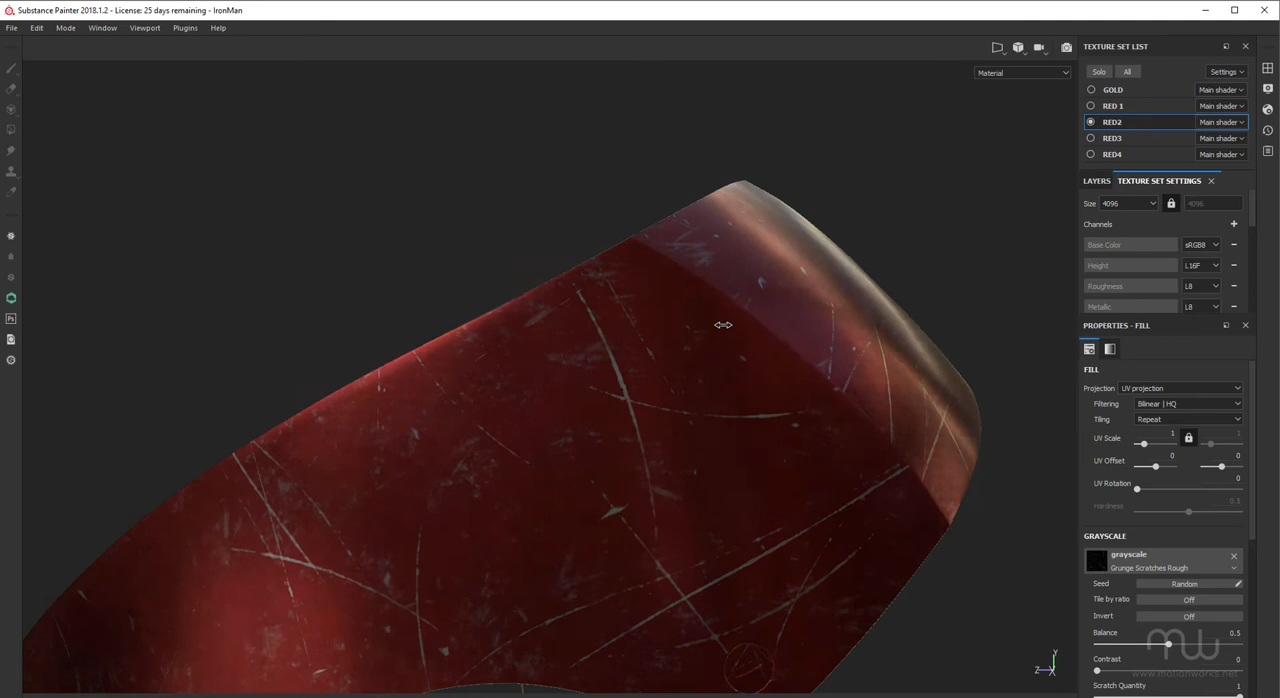 Substance Painter 2018.1.2 - License: 25 days remaining - IronMan
File Edit Mode Window Viewport Plugins Help
Material
TEXTURE SET LIST
Solo All Settings
GOLD Main shader
RED 1 Main shader
RED2 Main shader
RED3 Main shader
RED4 Main shader
LAYERS TEXTURE SET SETTINGS
Size 4096 4096
Channels
Base Color sRGB8
Height L16F
Roughness L8
Metallic L8
PROPERTIES - FILL
FILL
Projection UV projection
Filtering Bilinear | HQ
Tiling Repeat
UV Scale 1 1
UV Offset 0 0
UV Rotation 0
Hardness 0.5
GRAYSCALE
grayscale
Grunge Scratches Rough
Seed Random
Tile by ratio Off
Invert Off
Balance 0.5
Contrast 0
Scratch Quantity 1
Ps
Y
Z X
mw
www.motionworks.net